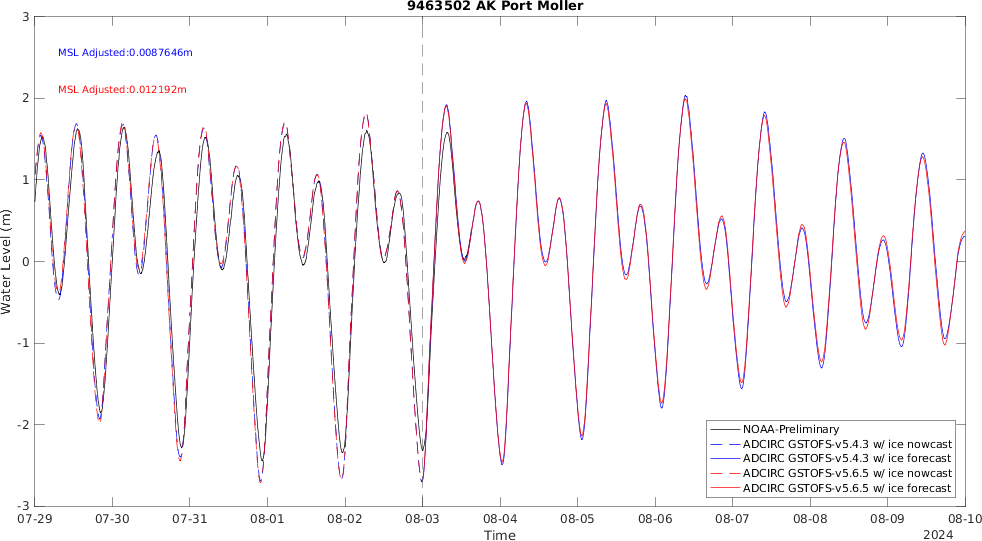 9463502 AK Port Moller
MSL Adjusted:0.0087646m
MSL Adjusted:0.012192m
Water Level (m)
3
2
1
0
-1
-2
-3
NOAA-Preliminary
ADCIRC GSTOFS-v5.4.3 w/ ice nowcast
ADCIRC GSTOFS-v5.4.3 w/ ice forecast
ADCIRC GSTOFS-v5.6.5 w/ ice nowcast
ADCIRC GSTOFS-v5.6.5 w/ ice forecast
07-29 07-30 07-31 08-01 08-02 08-03 08-04 08-05 08-06 08-07 08-08 08-09 08-10
Time
2024